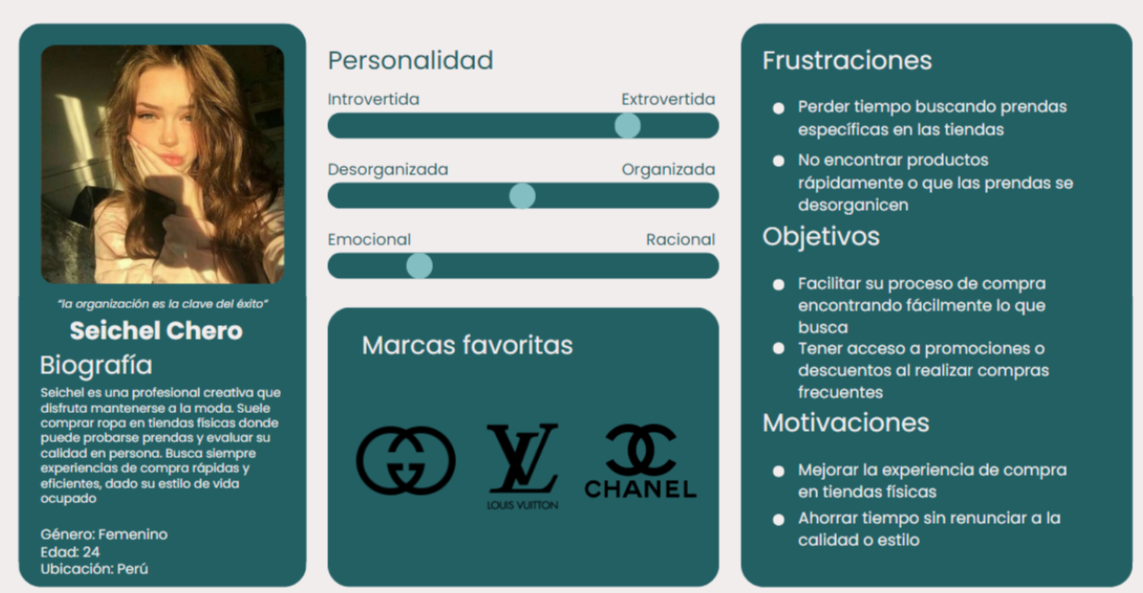 "la organización es la clave del éxito"
Seichel Chero
Biografía
Seichel es una profesional creativa que
disfruta mantenerse a la moda. Suele
comprar ropa en tiendas físicas donde
puede probarse prendas y evaluar su
calidad en persona. Busca siempre
experiencias de compra rápidas y
eficientes, dado su estilo de vida
ocupado
Género: Femenino
Edad: 24
Ubicación: Perú
Personalidad
Introvertida Extrovertida
Desorganizada Organizada
Emocional Racional
Marcas favoritas
LV
LOUIS VUITTON
CHANEL
Frustraciones
Perder tiempo buscando prendas
específicas en las tiendas
No encontrar productos
rápidamente o que las prendas se
desorganicen
Objetivos
Facilitar su proceso de compra
encontrando fácilmente lo que
busca
Tener acceso a promociones o
descuentos al realizar compras
frecuentes
Motivaciones
Mejorar la experiencia de compra
en tiendas físicas
Ahorrar tiempo sin renunciar a la
calidad o estilo